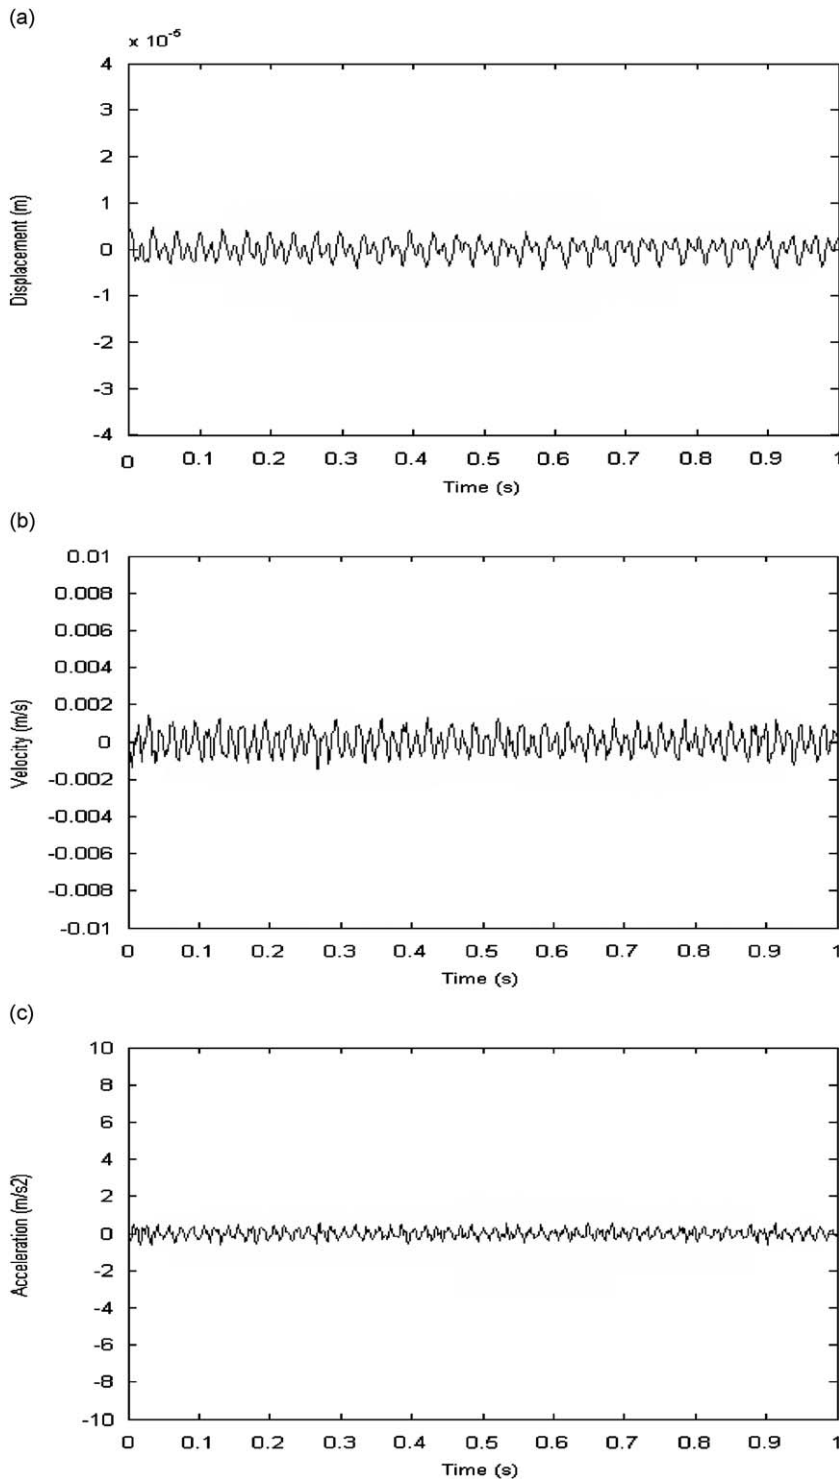 (a)
x 10⁻⁵
4
3
2
1
0
-1
-2
-3
-4
Displacement (m)
0 0.1 0.2 0.3 0.4 0.5 0.6 0.7 0.8 0.9 1
Time (s)
(b)
0.01
0.008
0.006
0.004
0.002
0
-0.002
-0.004
-0.006
-0.008
-0.01
Velocity (m/s)
0 0.1 0.2 0.3 0.4 0.5 0.6 0.7 0.8 0.9 1
Time (s)
(c)
10
8
6
4
2
0
-2
-4
-6
-8
-10
Acceleration (m/s2)
0 0.1 0.2 0.3 0.4 0.5 0.6 0.7 0.8 0.9 1
Time (s)